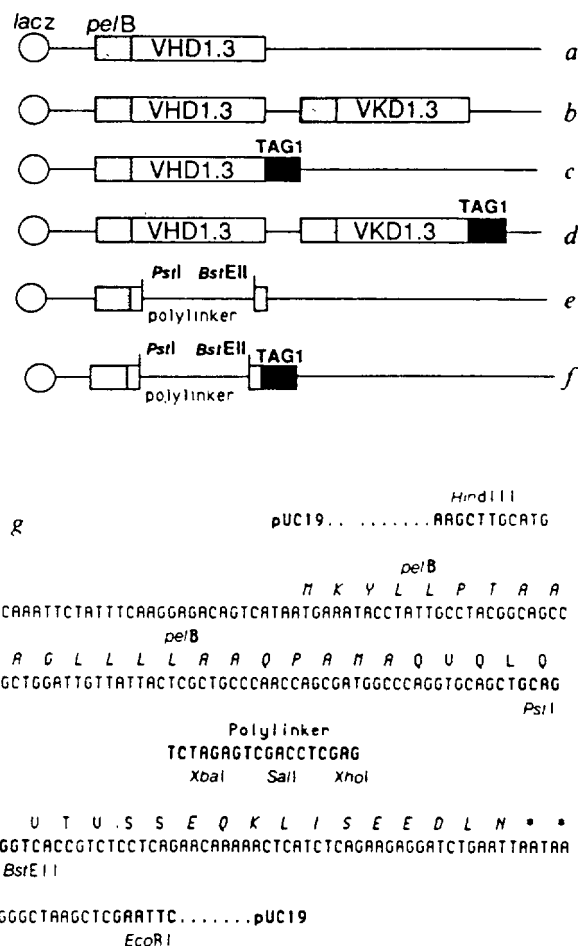 lacz pelB
VHD1.3 a
VHD1.3 VKD1.3 b
TAG1
VHD1.3 c
TAG1
VHD1.3 VKD1.3 d
PstI BstEII
polylinker e
PstI BstEII TAG1
polylinker f
g
HindIII
pUC19.. ........AAGCTTGCATG
pelB
M K Y L L P T A A
CAAATTCTATTTCAAGGAGACAGTCATAATGAAATACCTATTGCCTACGGCAGCC
pelB
A G L L L L A A Q P A M A Q V Q L Q
GCTGGATTGTTATTACTCGCTGCCCAACCAGCGATGGCCCAGGTGCAGCTGCAG
PstI
Polylinker
TCTAGAGTCGACCTCGAG
XbaI SalI XhoI
V T V S S E Q K L I S E E D L N * *
GGTCACCGTCTCCTCAGAACAAAAACTCATCTCAGAAGAGGATCTGAATTAATAA
BstEII
GGGCTAAGCTCGAATTC.......pUC19
EcoRI